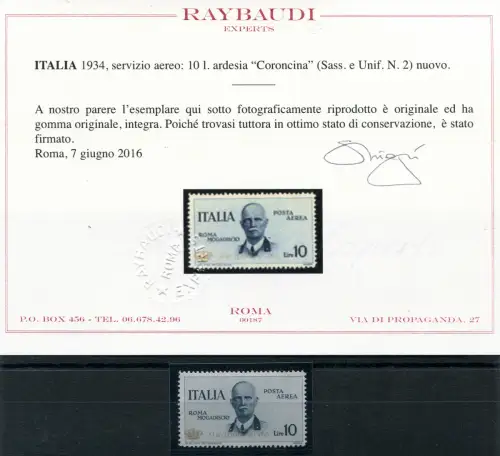 RAYBAUDI
EXPERTS
ITALIA 1934, servizio aereo: 10 l. ardesia “Coroncina” (Sass. e Unif. N. 2) nuovo.
A nostro parere l’esemplare qui sotto fotograficamente riprodotto è originale ed ha
gomma originale, integra. Poiché trovasi tuttora in ottimo stato di conservazione, è stato
firmato.
Roma, 7 giugno 2016
ITALIA
POSTA
AEREA
ROMA
MOGADISCIO
Lire 10
RAYBAUDI
ROMA
ROMA
00187
P.O. BOX 456 - TEL. 06.678.42.96
VIA DI PROPAGANDA, 27
ITALIA
POSTA
AEREA
ROMA
MOGADISCIO
Lire 10